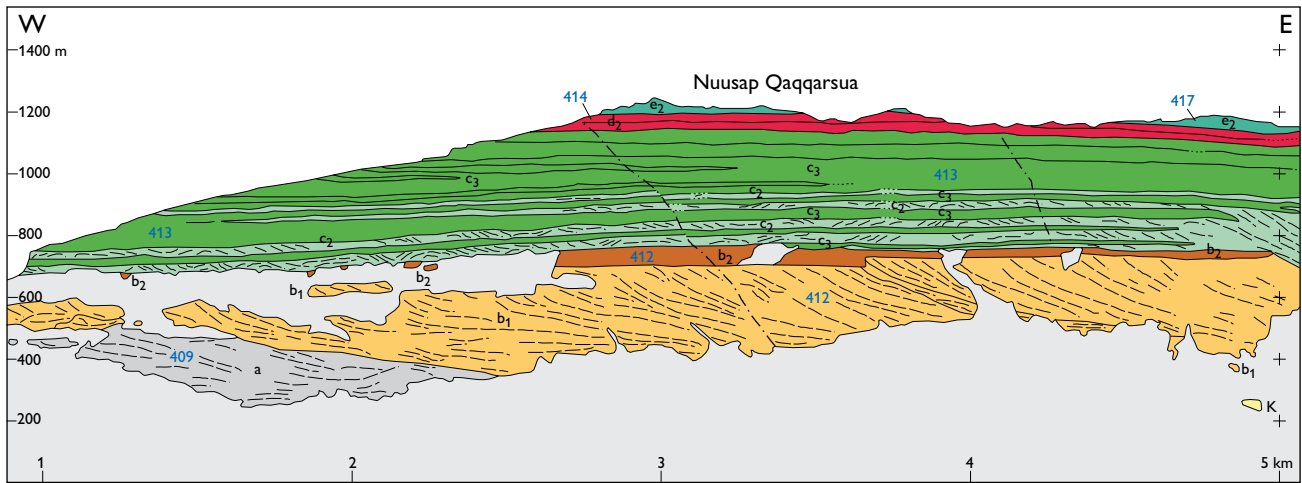 W E
1400 m
Nuusap Qaqqarsua
414 e2 417
1200 d2 e2
1000 c3 c3 413
c2 c3
c2
413 c3 c3
800 c2 c2
c3
412 b2 b2
b2 b2
600 b1 412
b1
400 409
a b1
K
200
1 2 3 4 5 km